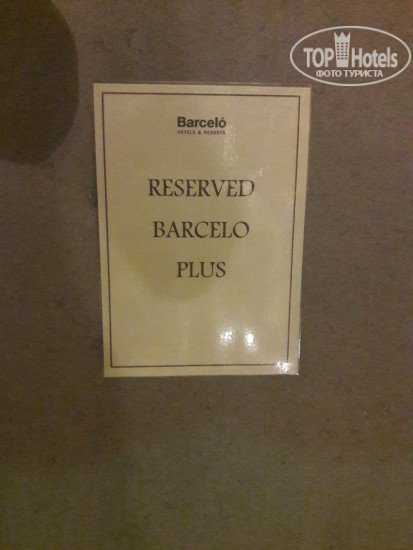 TOP Hotels
ФОТО ТУРИСТА
Barceló
HOTELS & RESORTS
RESERVED
BARCELO
PLUS